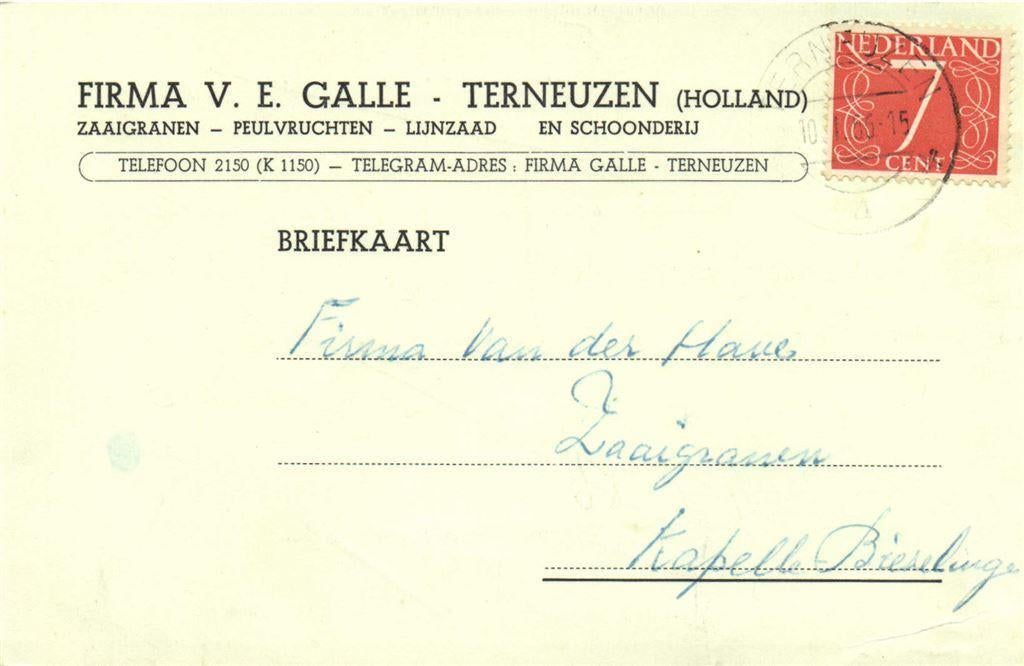 FIRMA V. E. GALLE - TERNEUZEN (HOLLAND)
ZAAIGRANEN — PEULVRUCHTEN — LIJNZAAD EN SCHOONDERIJ
TELEFOON 2150 (K 1150) — TELEGRAM-ADRES : FIRMA GALLE - TERNEUZEN
NEDERLAND
7
CENT
TERNEUZEN
BRIEFKAART
Firma Van der Have
Zaaigranen
Kapelle-Biezelinge